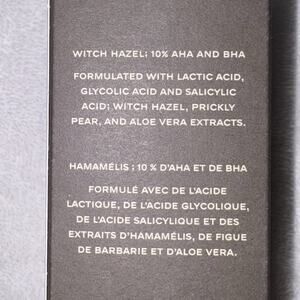 WITCH HAZEL; 10% AHA AND BHA
FORMULATED WITH LACTIC ACID,
GLYCOLIC ACID AND SALICYLIC
ACID; WITCH HAZEL, PRICKLY
PEAR, AND ALOE VERA EXTRACTS.
HAMAMÉLIS ; 10 % D'AHA ET DE BHA
FORMULÉ AVEC DE L'ACIDE
LACTIQUE, DE L'ACIDE GLYCOLIQUE,
DE L'ACIDE SALICYLIQUE ET DES
EXTRAITS D'HAMAMÉLIS, DE FIGUE
DE BARBARIE ET D'ALOE VERA.